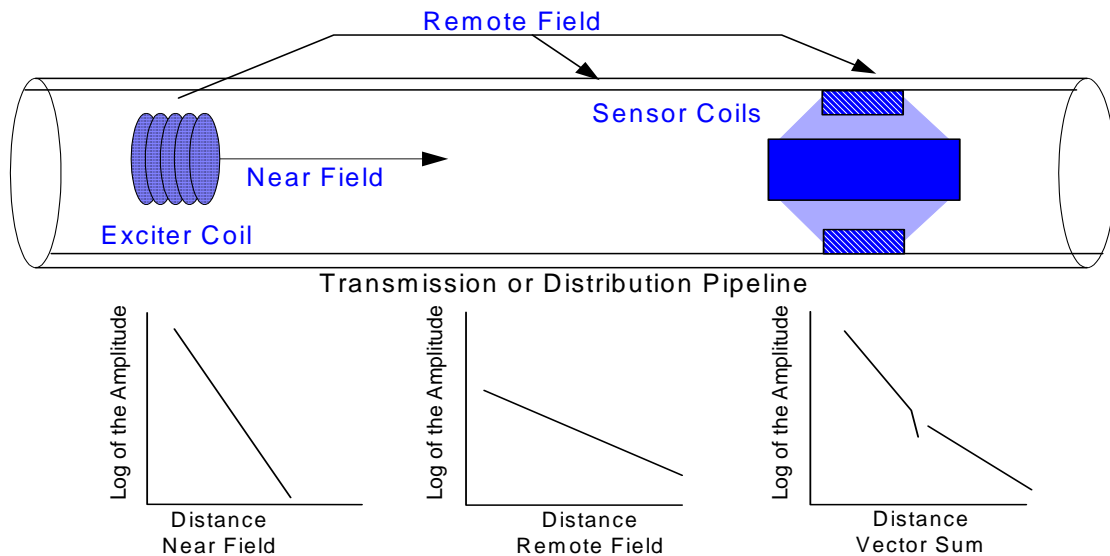 Remote Field
Sensor Coils
Near Field
Exciter Coil
Transmission or Distribution Pipeline
Log of the Amplitude
Distance
Near Field
Log of the Amplitude
Distance
Remote Field
Log of the Amplitude
Distance
Vector Sum